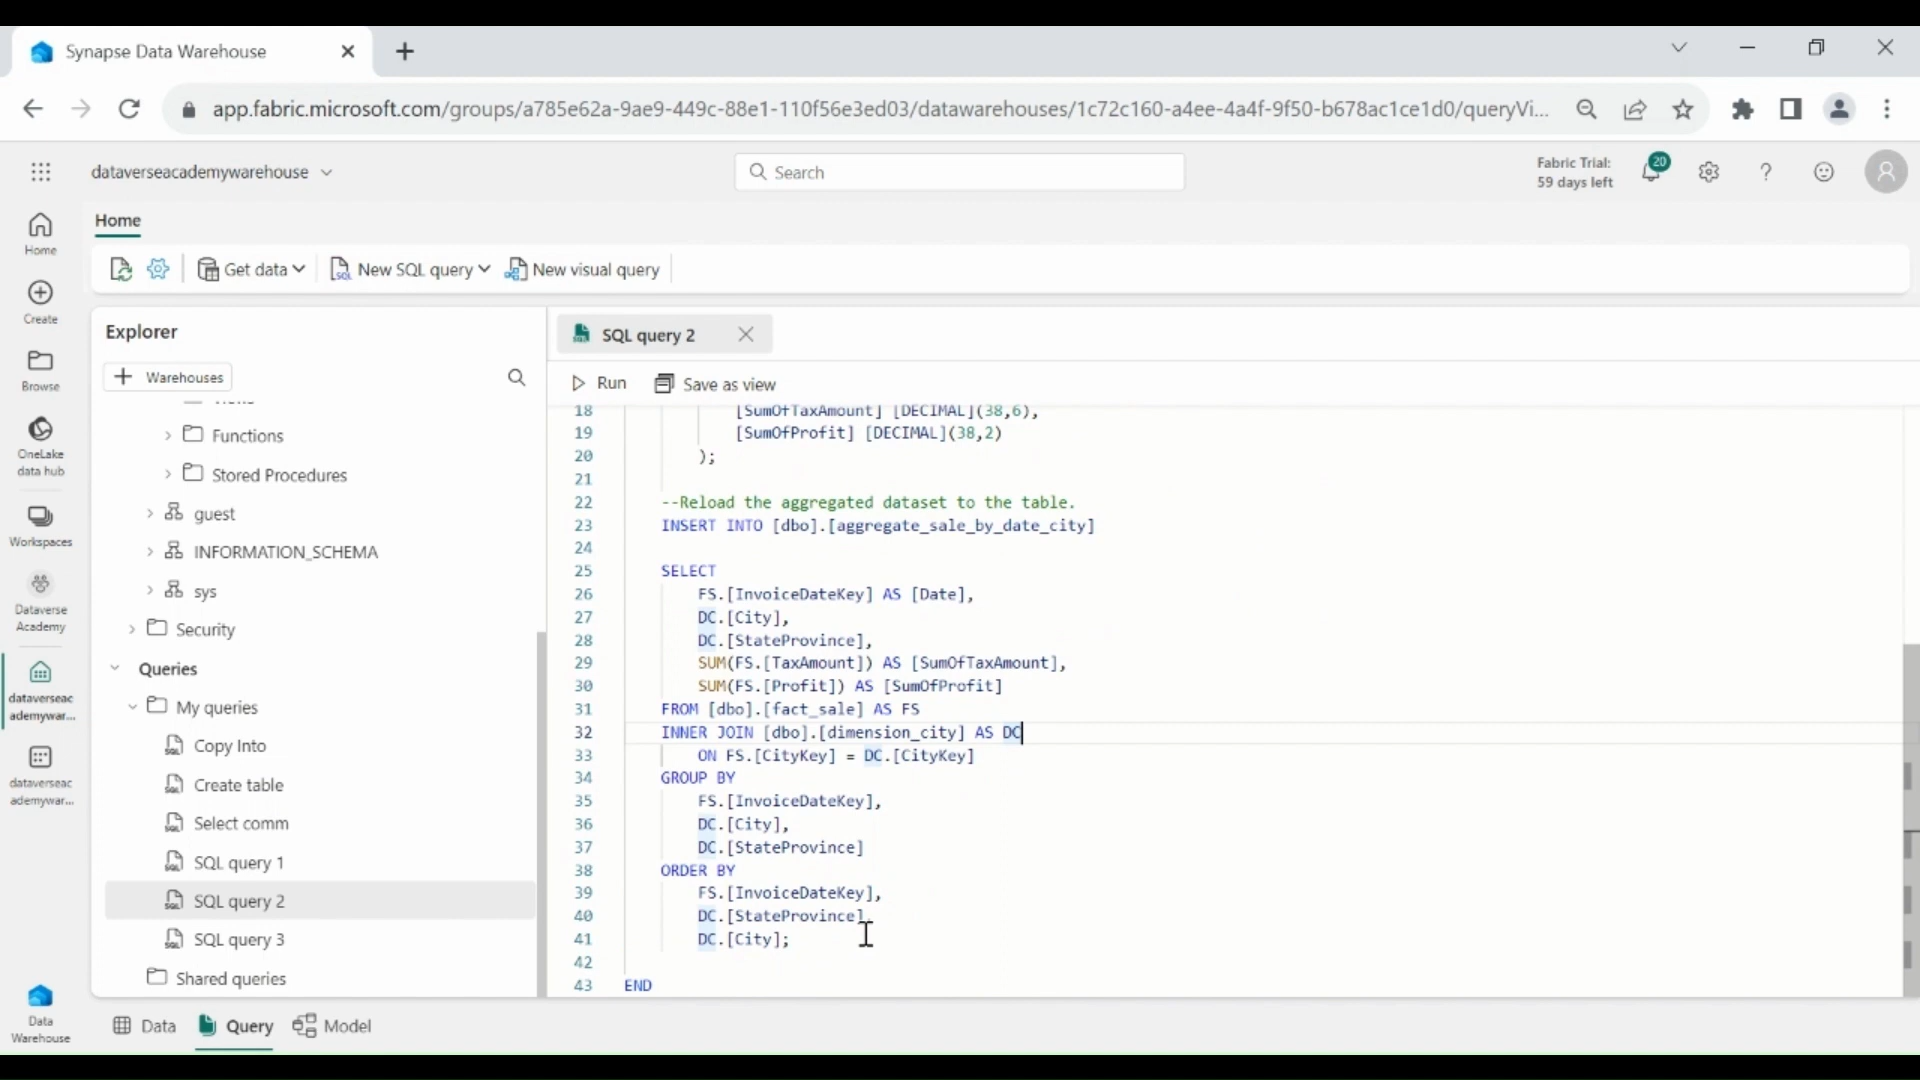 Synapse Data Warehouse
app.fabric.microsoft.com/groups/a785e62a-9ae9-449c-88e1-110f56e3ed03/datawarehouses/1c72c160-a4ee-4a4f-9f50-b678ac1ce1d0/queryVi...
dataverseacademywarehouse
Search
Fabric Trial:
59 days left
20
Home
Get data
New SQL query
New visual query
Home
Create
Browse
OneLake
data hub
Workspaces
Dataverse
Academy
dataverseac
ademywar...
dataverseac
ademywar...
Data
Warehouse
Explorer
Warehouses
Functions
Stored Procedures
guest
INFORMATION_SCHEMA
sys
Security
Queries
My queries
Copy Into
Create table
Select comm
SQL query 1
SQL query 2
SQL query 3
Shared queries
SQL query 2
Run
Save as view
18 [SumOfTaxAmount] [DECIMAL](38,6),
19 [SumOfProfit] [DECIMAL](38,2)
20 );
21
22 --Reload the aggregated dataset to the table.
23 INSERT INTO [dbo].[aggregate_sale_by_date_city]
24
25 SELECT
26 FS.[InvoiceDateKey] AS [Date],
27 DC.[City],
28 DC.[StateProvince],
29 SUM(FS.[TaxAmount]) AS [SumOfTaxAmount],
30 SUM(FS.[Profit]) AS [SumOfProfit]
31 FROM [dbo].[fact_sale] AS FS
32 INNER JOIN [dbo].[dimension_city] AS DC
33 ON FS.[CityKey] = DC.[CityKey]
34 GROUP BY
35 FS.[InvoiceDateKey],
36 DC.[City],
37 DC.[StateProvince]
38 ORDER BY
39 FS.[InvoiceDateKey],
40 DC.[StateProvince],
41 DC.[City];
42
43 END
Data
Query
Model